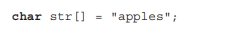 char str[] = "apples";